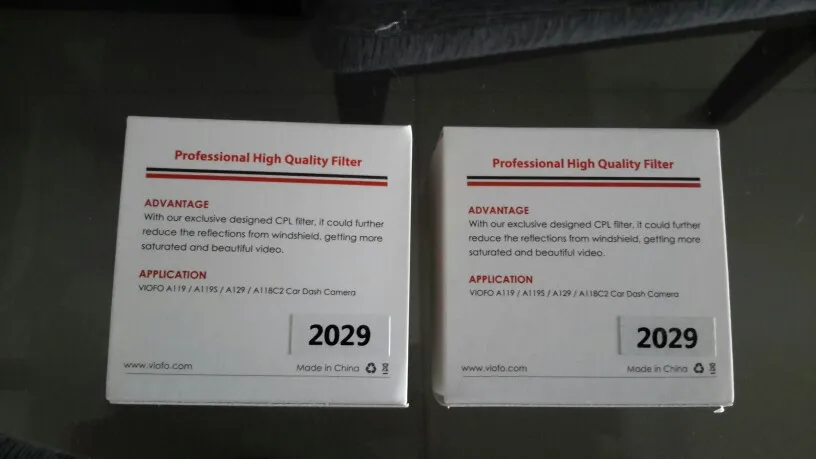 Professional High Quality Filter
ADVANTAGE
With our exclusive designed CPL filter, it could further
reduce the reflections from windshield, getting more
saturated and beautiful video.
APPLICATION
VIOFO A119 / A119S / A129 / A118C2 Car Dash Camera
2029
www.viofo.com
Made in China
Professional High Quality Filter
ADVANTAGE
With our exclusive designed CPL filter, it could further
reduce the reflections from windshield, getting more
saturated and beautiful video.
APPLICATION
VIOFO A119 / A119S / A129 / A118C2 Car Dash Camera
2029
www.viofo.com
Made in China